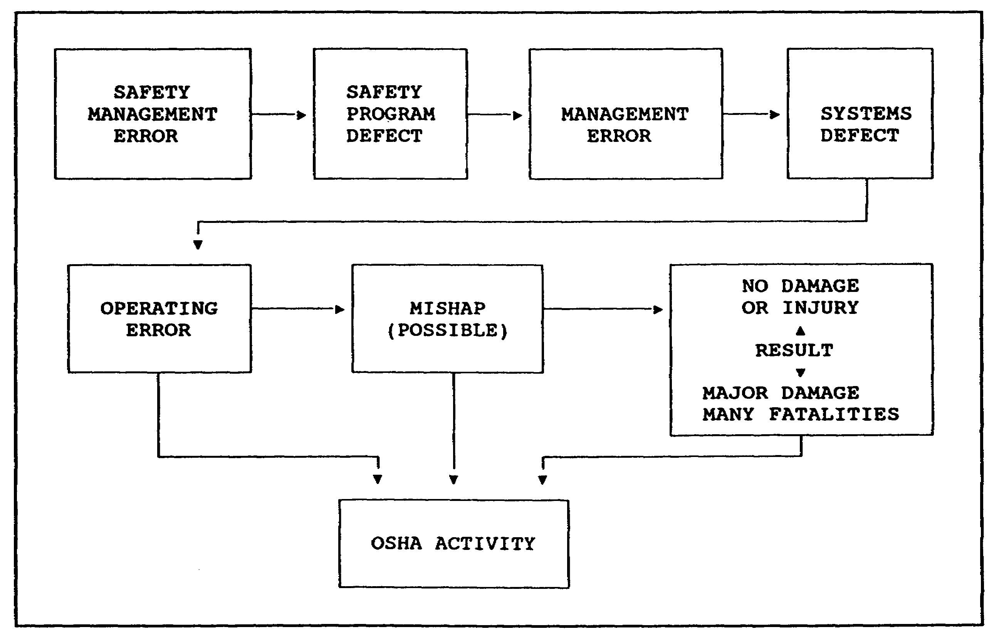 SAFETY
MANAGEMENT
ERROR
SAFETY
PROGRAM
DEFECT
MANAGEMENT
ERROR
SYSTEMS
DEFECT
OPERATING
ERROR
MISHAP
(POSSIBLE)
NO DAMAGE
OR INJURY
RESULT
MAJOR DAMAGE
MANY FATALITIES
OSHA ACTIVITY